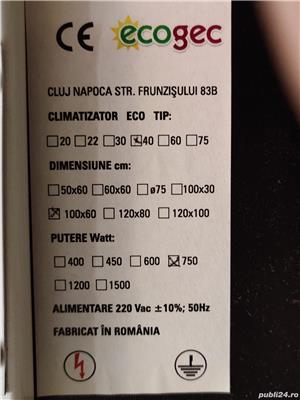 CE ecogec
CLUJ NAPOCA STR. FRUNZIȘULUI 83B
CLIMATIZATOR ECO TIP:
☐20 ☐22 ☐30 ☒40 ☐60 ☐75
DIMENSIUNE cm:
☐50x60 ☐60x60 ☐ø75 ☐100x30
☒100x60 ☐120x80 ☐120x100
PUTERE Watt:
☐400 ☐450 ☐600 ☒750
☐1200 ☐1500
ALIMENTARE 220 Vac ±10%; 50Hz
FABRICAT ÎN ROMÂNIA
publi24.ro